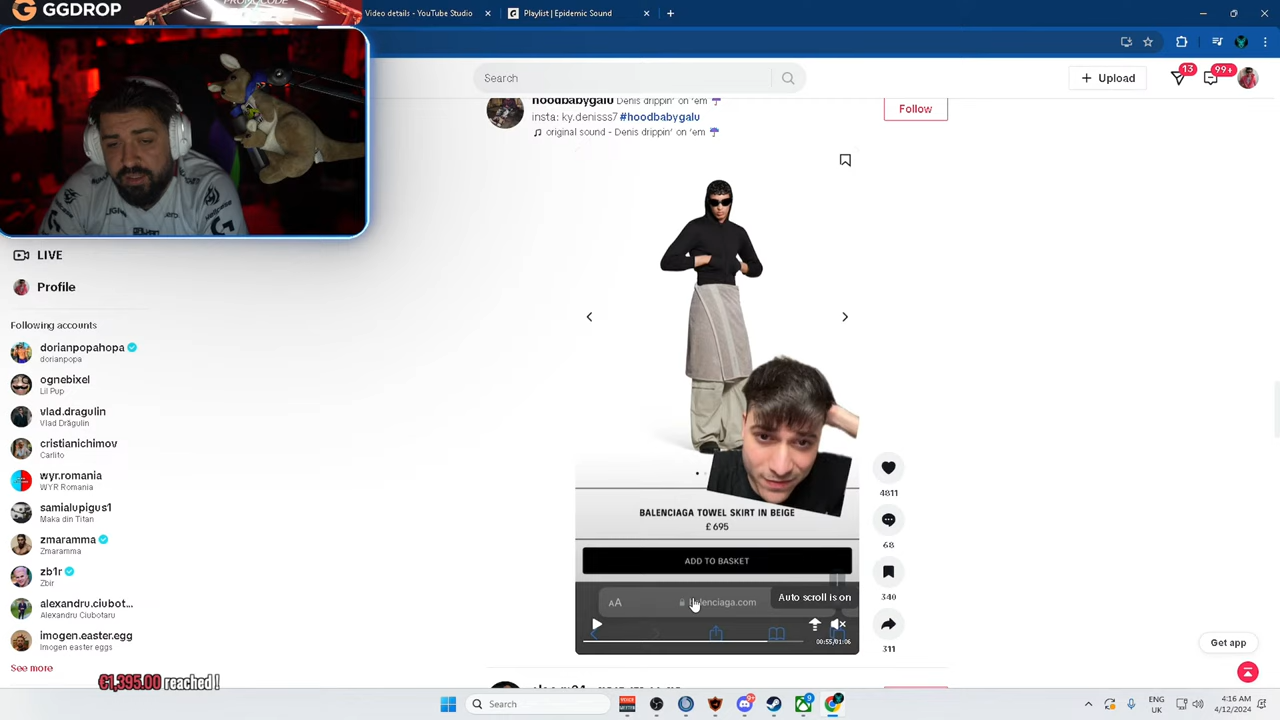 GGDROP
PROMOCODE
Video details - YouTube Studio
Playlist | Epidemic Sound
Search
Upload
13
99+
hoodbabygalu Denis drippin' on 'em
insta: ky.denisss7 #hoodbabygalu
original sound - Denis drippin' on 'em
Follow
LIVE
Profile
Following accounts
dorianpopahopa
dorianpopa
ognebixel
Lil Pup
vlad.dragulin
Vlad Drăgulin
cristianichimov
Carlito
wyr.romania
WYR Romania
samialupigus1
Maka din Titan
zmaramma
Zmaramma
zb1r
Zbir
alexandru.ciubot...
Alexandru Ciubotaru
imogen.easter.egg
Imogen easter eggs
See more
€1,395.00 reached !
BALENCIAGA TOWEL SKIRT IN BEIGE
£ 695
ADD TO BASKET
AA
balenciaga.com
Auto scroll is on
00:55/01:06
4811
68
340
311
Get app
Search
ENG
UK
4:16 AM
4/12/2024